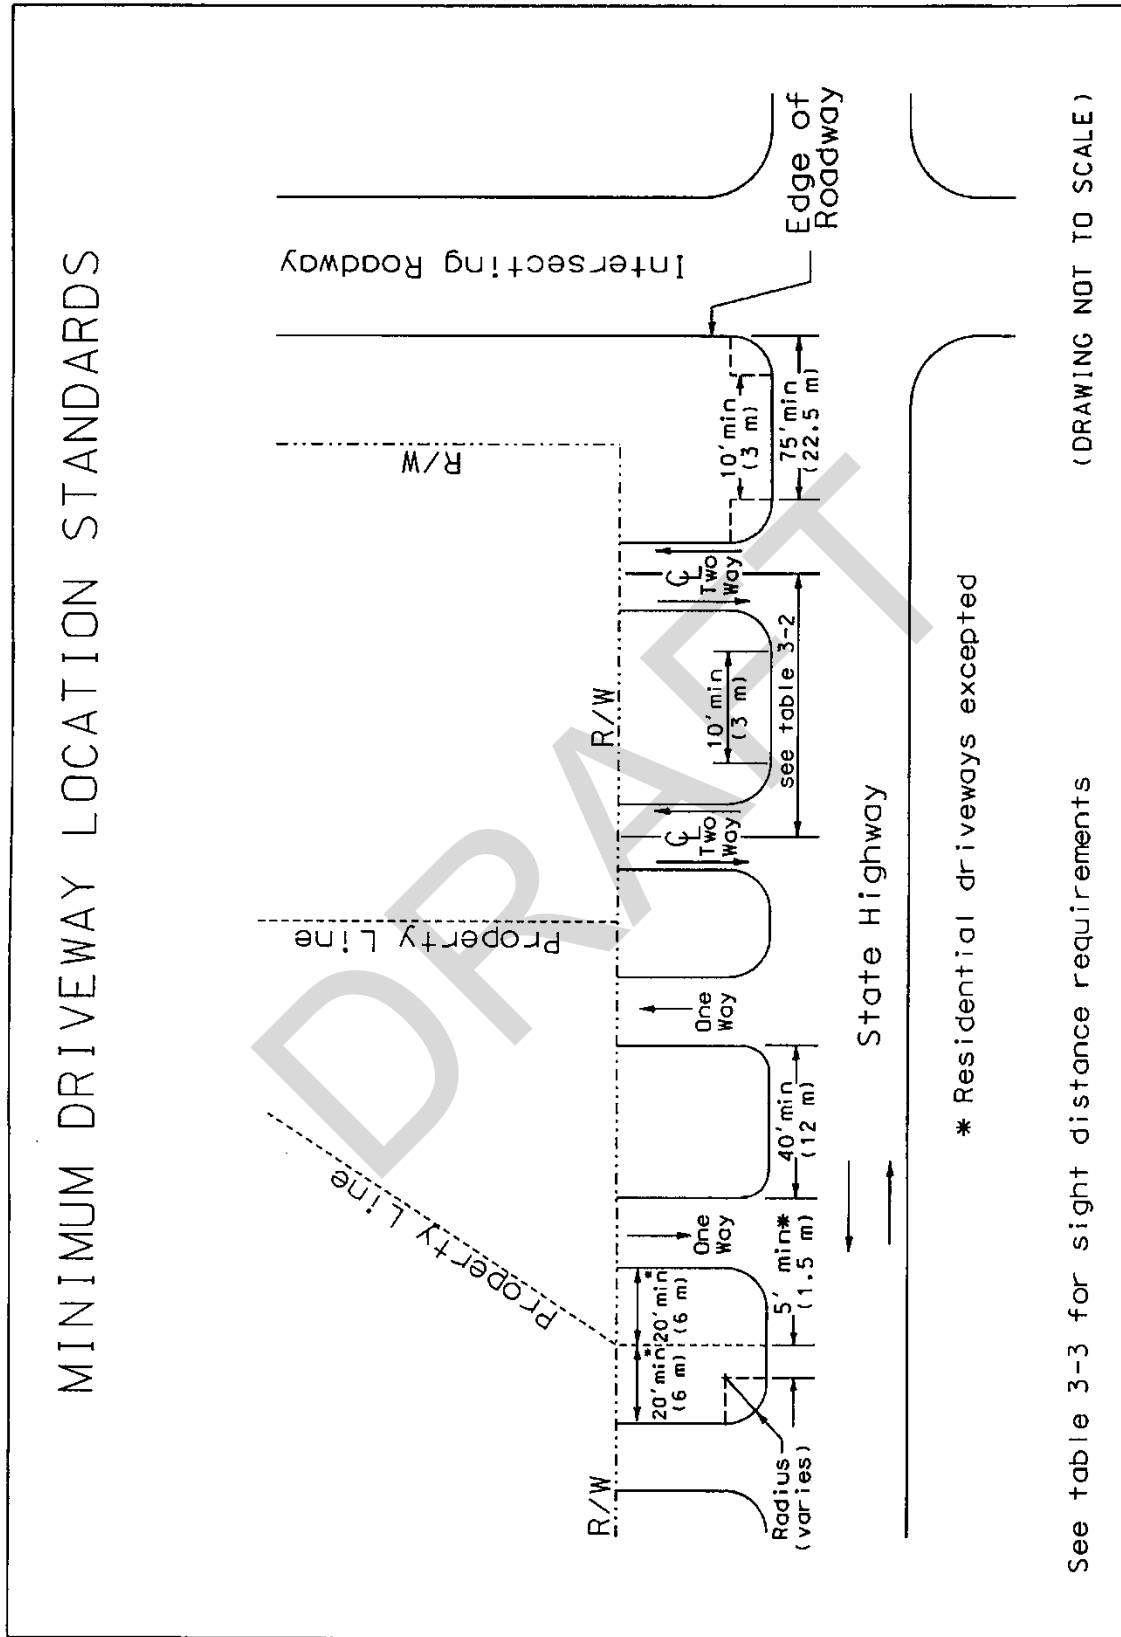 MINIMUM DRIVEWAY LOCATION STANDARDS
Property Line
Property Line
R/W
Intersecting Roadway
Edge of
Roadway
R/W
R/W
20'min*
(6 m)
20'min*
(6 m)
One
Way
One
Way
CL
Two
Way
CL
Two
Way
10'min
(3 m)
10'min
(3 m)
Radius
(varies)
5' min*
(1.5 m)
40'min
(12 m)
see table 3-2
75'min
(22.5 m)
State Highway
* Residential driveways excepted
See table 3-3 for sight distance requirements
(DRAWING NOT TO SCALE)
DRAFT